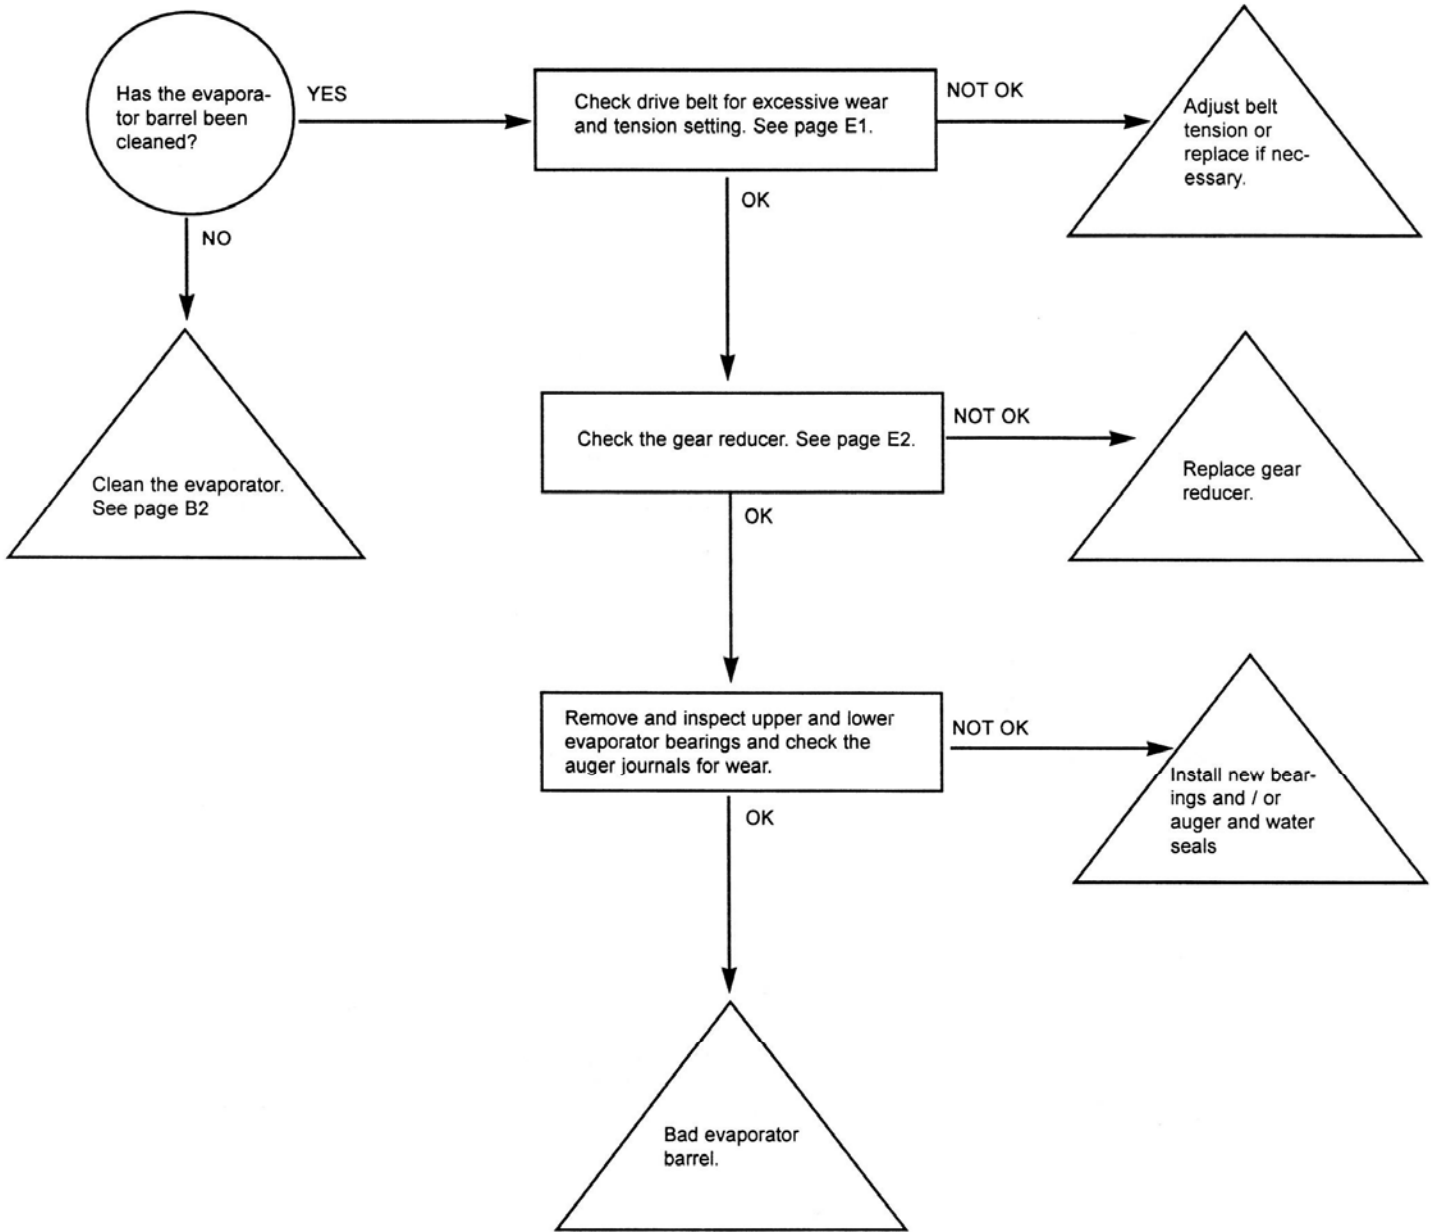 Has the evapora-
tor barrel been
cleaned?
YES
Check drive belt for excessive wear
and tension setting. See page E1.
NOT OK
Adjust belt
tension or
replace if nec-
essary.
NO
OK
Clean the evaporator.
See page B2
Check the gear reducer. See page E2.
NOT OK
Replace gear
reducer.
OK
Remove and inspect upper and lower
evaporator bearings and check the
auger journals for wear.
NOT OK
Install new bear-
ings and / or
auger and water
seals
OK
Bad evaporator
barrel.